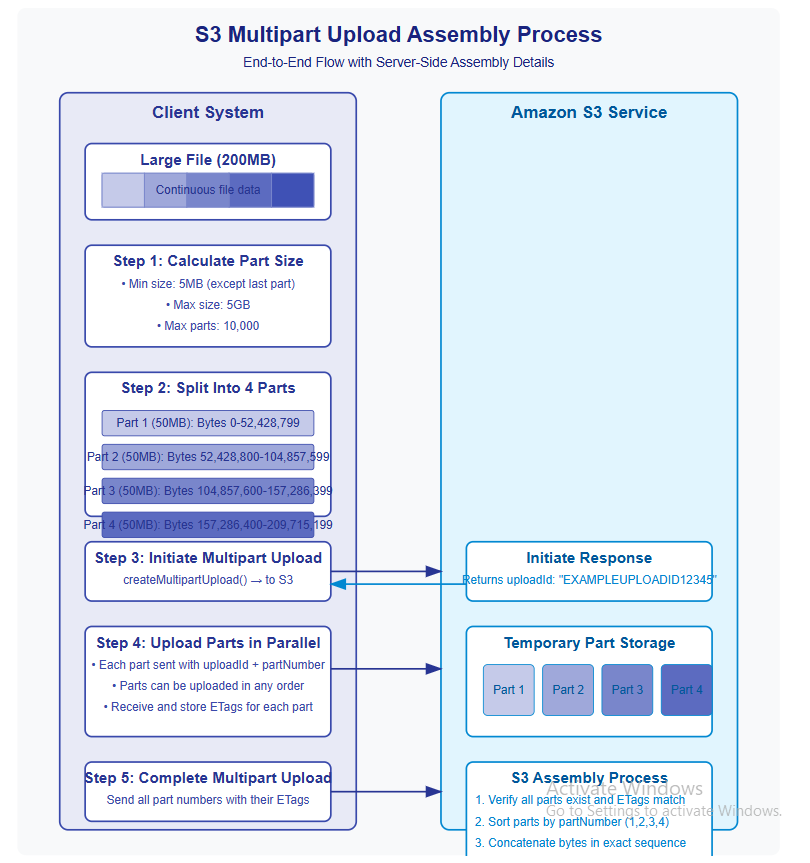 S3 Multipart Upload Assembly Process
End-to-End Flow with Server-Side Assembly Details
Client System
Large File (200MB)
Continuous file data
Step 1: Calculate Part Size
• Min size: 5MB (except last part)
• Max size: 5GB
• Max parts: 10,000
Step 2: Split Into 4 Parts
Part 1 (50MB): Bytes 0-52,428,799
Part 2 (50MB): Bytes 52,428,800-104,857,599
Part 3 (50MB): Bytes 104,857,600-157,286,399
Part 4 (50MB): Bytes 157,286,400-209,715,199
Step 3: Initiate Multipart Upload
createMultipartUpload() → to S3
Step 4: Upload Parts in Parallel
• Each part sent with uploadId + partNumber
• Parts can be uploaded in any order
• Receive and store ETags for each part
Step 5: Complete Multipart Upload
Send all part numbers with their ETags
Amazon S3 Service
Initiate Response
Returns uploadId: "EXAMPLEUPLOADID12345"
Temporary Part Storage
Part 1
Part 2
Part 3
Part 4
S3 Assembly Process
1. Verify all parts exist and ETags match
2. Sort parts by partNumber (1,2,3,4)
3. Concatenate bytes in exact sequence
Activate Windows
Go to Settings to activate Windows.